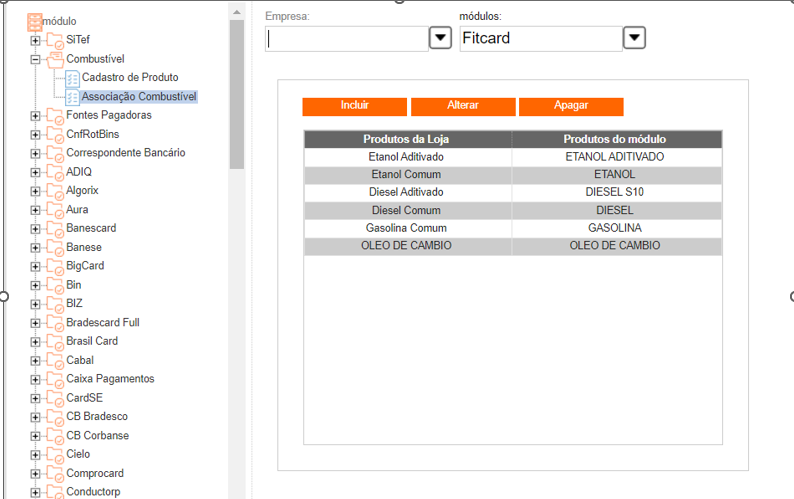 módulo
SiTef
Combustível
Cadastro de Produto
Associação Combustível
Fontes Pagadoras
CnfRotBins
Correspondente Bancário
ADIQ
Algorix
Aura
Banescard
Banese
BigCard
Bin
BIZ
Bradescard Full
Brasil Card
Cabal
Caixa Pagamentos
CardSE
CB Bradesco
CB Corbanse
Cielo
Comprocard
Conductorp
Empresa: módulos:
Fitcard
Incluir Alterar Apagar
Produtos da Loja Produtos do módulo
Etanol Aditivado ETANOL ADITIVADO
Etanol Comum ETANOL
Diesel Aditivado DIESEL S10
Diesel Comum DIESEL
Gasolina Comum GASOLINA
OLEO DE CAMBIO OLEO DE CAMBIO